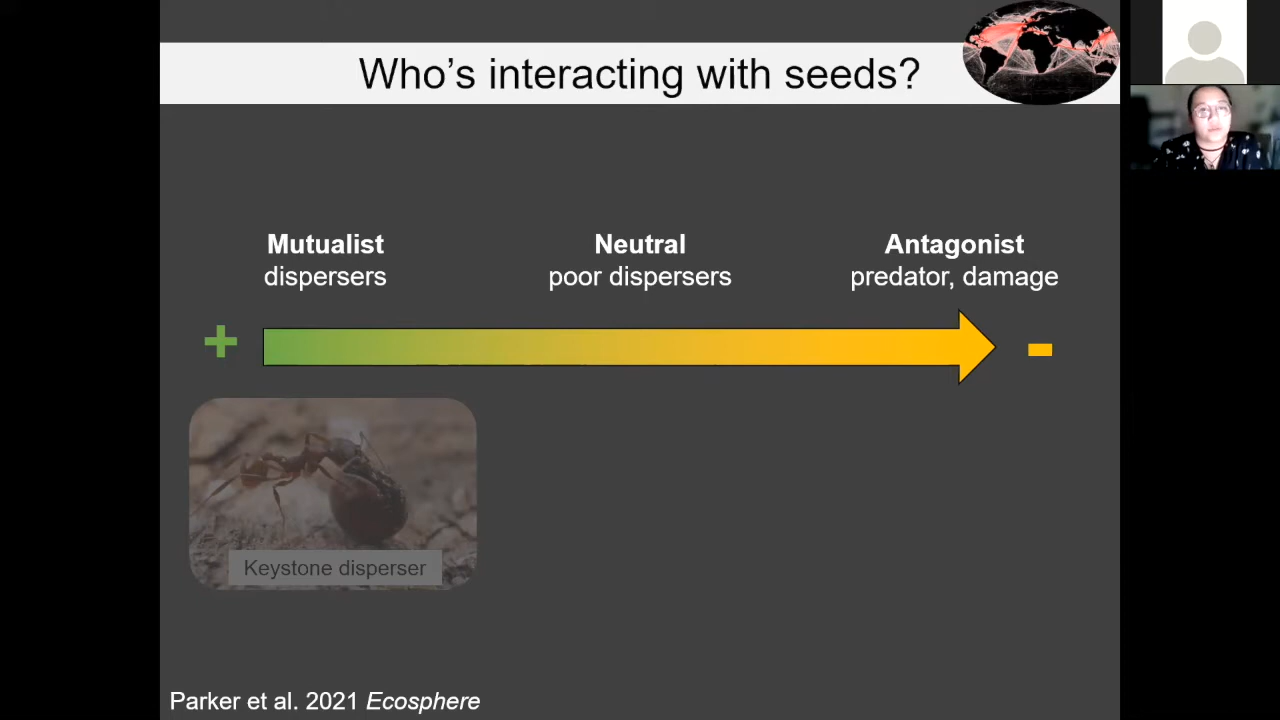 Who's interacting with seeds?
Mutualist
dispersers
Neutral
poor dispersers
Antagonist
predator, damage
+
-
Keystone disperser
Parker et al. 2021 Ecosphere